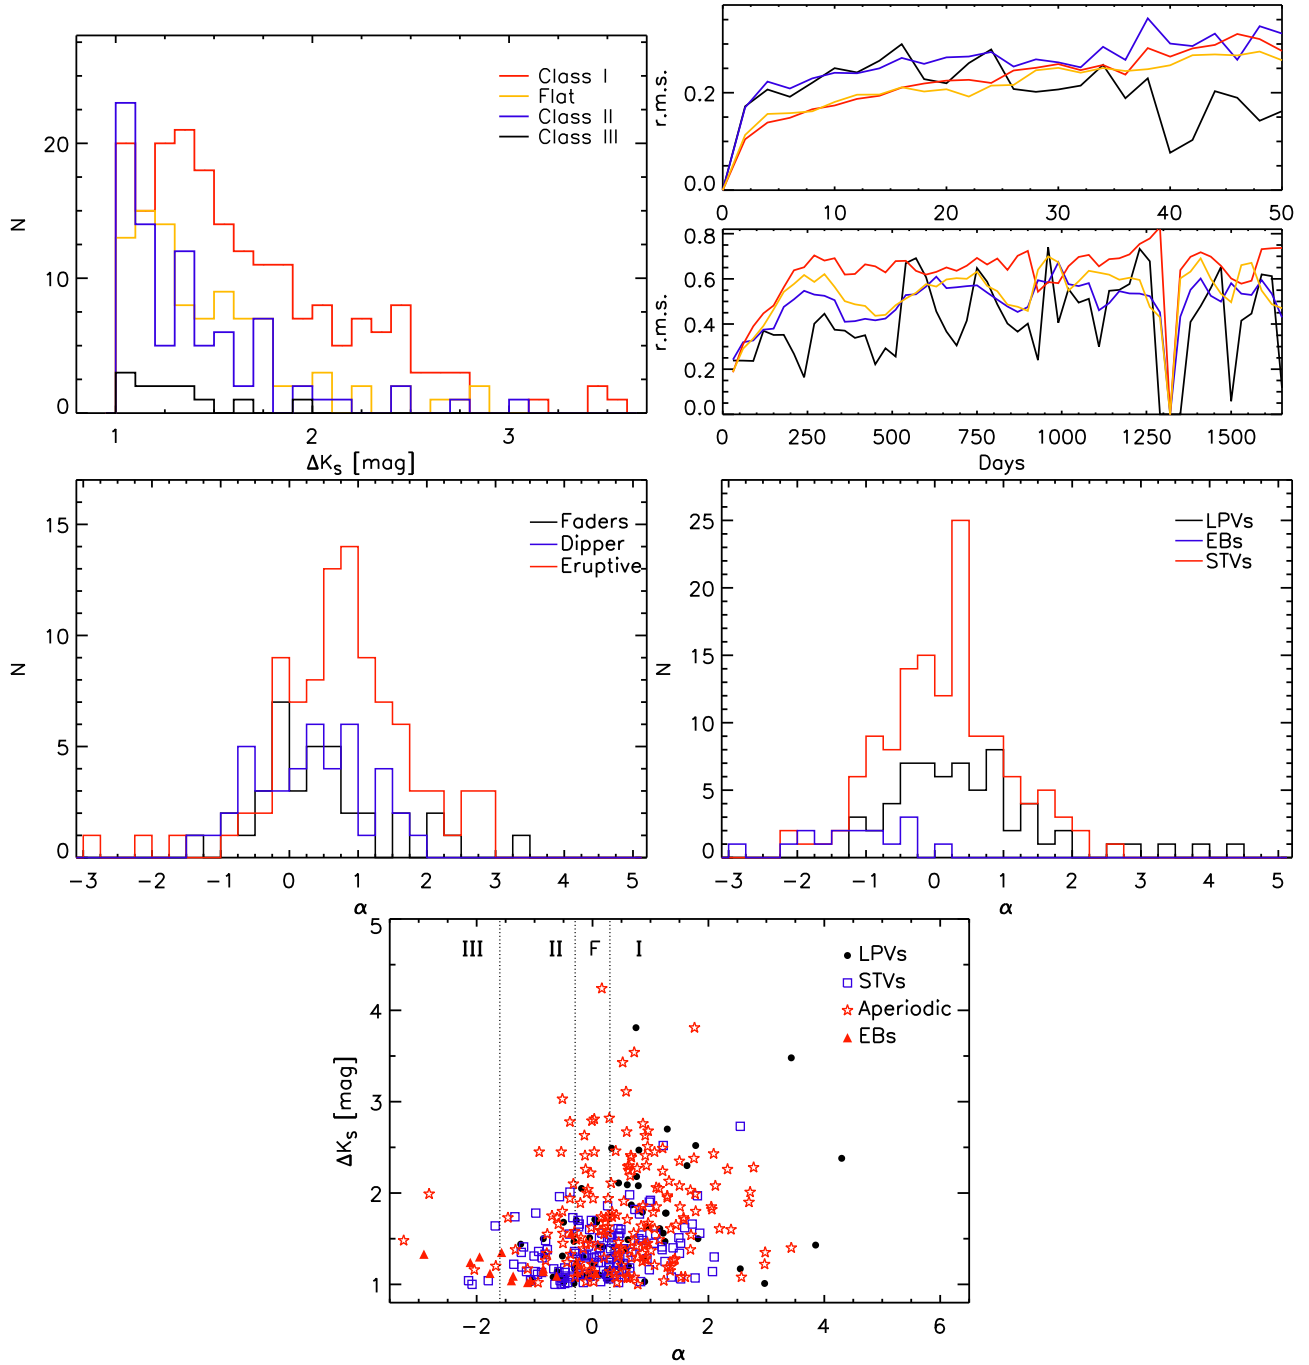 Class I
Flat
Class II
Class III
20
10
0
N
1
2
3
ΔKs [mag]
0.2
0.0
r.m.s.
0
10
20
30
40
50
0.8
0.6
0.4
0.2
0.0
r.m.s.
0
250
500
750
1000
1250
1500
Days
15
10
5
0
N
Faders
Dipper
Eruptive
−3
−2
−1
0
1
2
3
4
5
α
25
20
15
10
5
0
N
LPVs
EBs
STVs
−3
−2
−1
0
1
2
3
4
5
α
5
4
3
2
1
ΔKs [mag]
III
II
F
I
LPVs
STVs
Aperiodic
EBs
−2
0
2
4
6
α